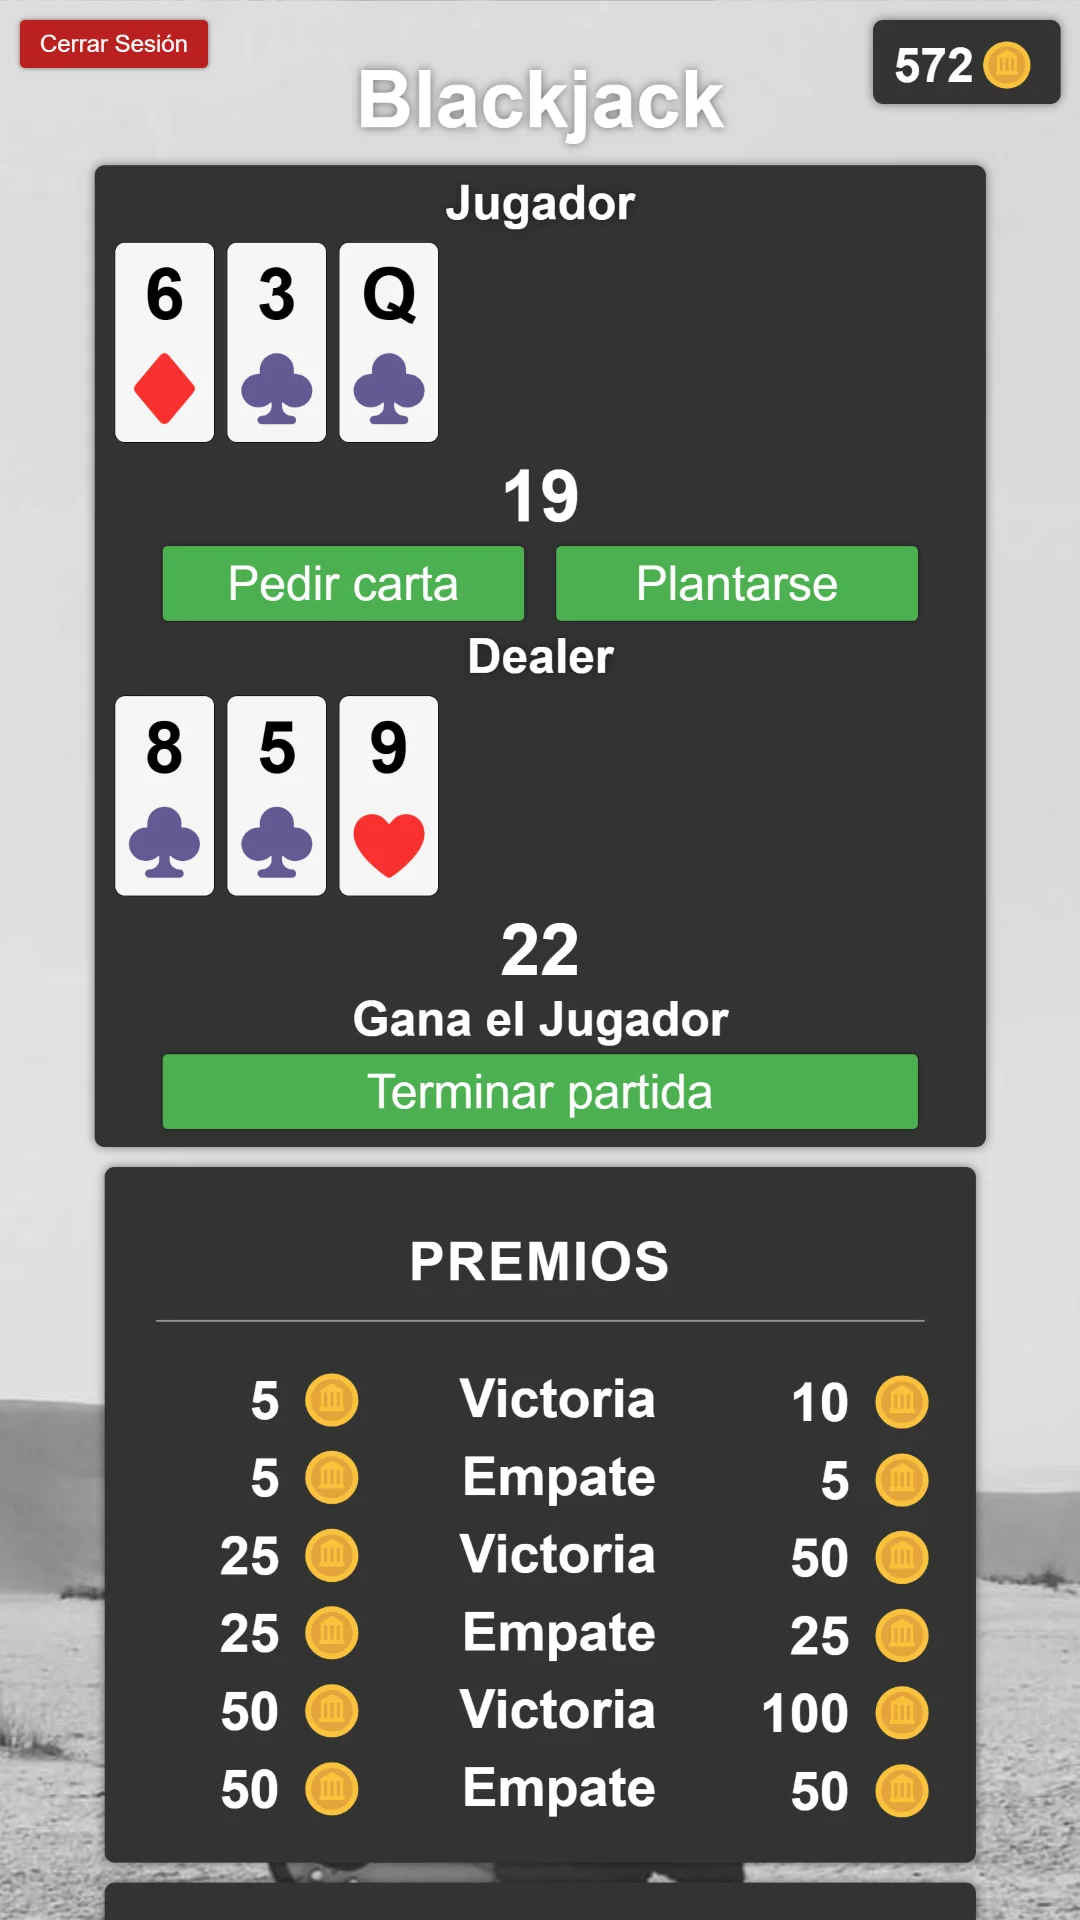 Cerrar Sesión
572
Blackjack
Jugador
6 3 Q
19
Pedir carta Plantarse
Dealer
8 5 9
22
Gana el Jugador
Terminar partida
PREMIOS
5 Victoria 10
5 Empate 5
25 Victoria 50
25 Empate 25
50 Victoria 100
50 Empate 50